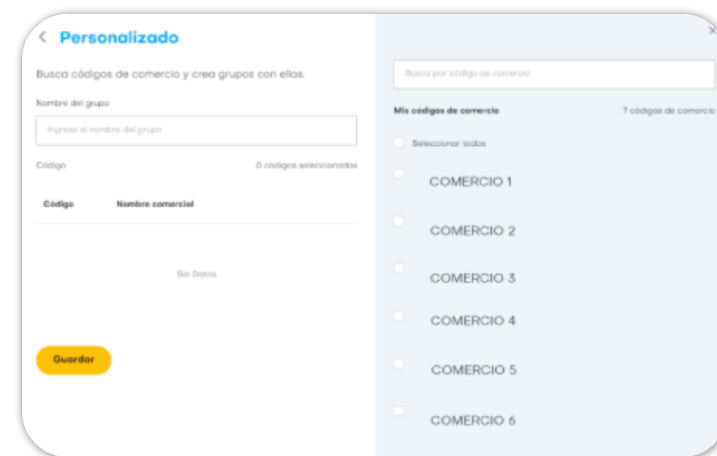 Personalizado
Busca códigos de comercio y crea grupos con ellos.
Nombre del grupo
Ingrese el nombre del grupo
Código
0 códigos seleccionados
Código Nombre comercial
Sin Datos
Guardar
Busca por código de comercio
Mis códigos de comercio 7 códigos de comercio
Seleccionar todos
COMERCIO 1
COMERCIO 2
COMERCIO 3
COMERCIO 4
COMERCIO 5
COMERCIO 6